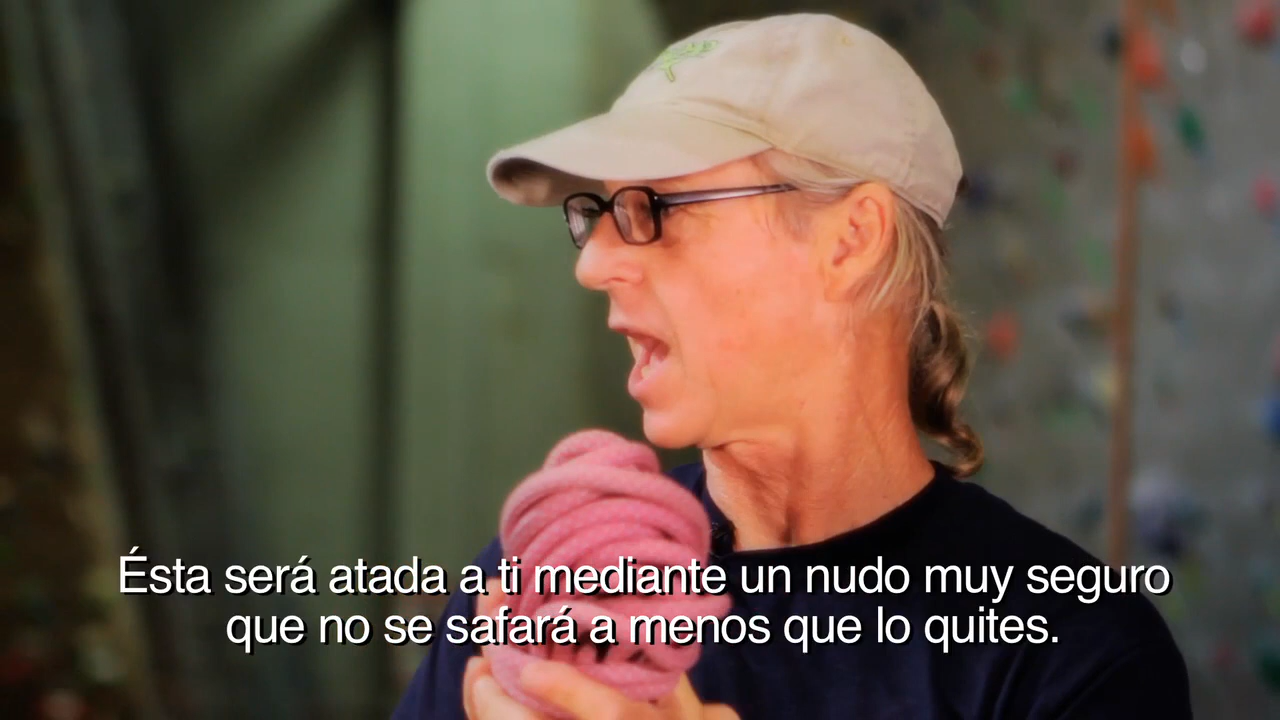 Ésta será atada a ti mediante un nudo muy seguro
que no se safará a menos que lo quites.